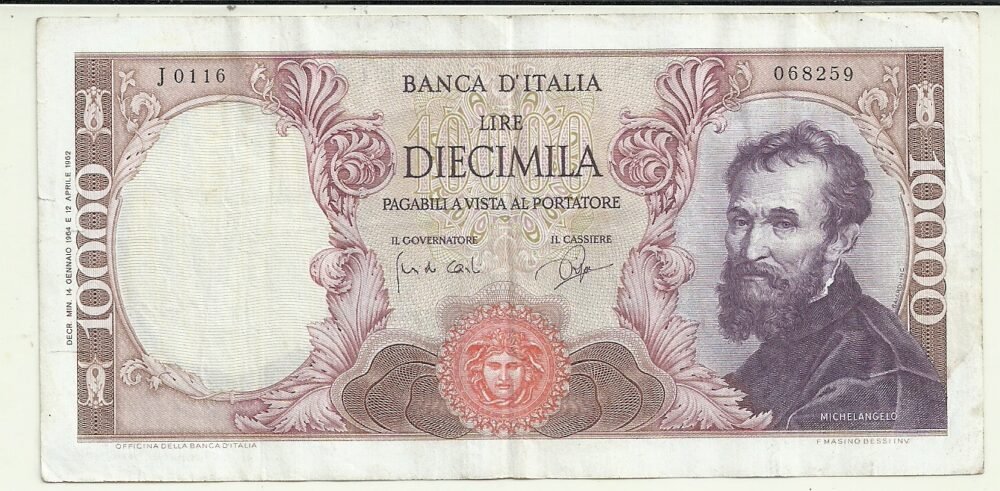 J 0116
068259
BANCA D'ITALIA
10000
LIRE
DIECIMILA
PAGABILI A VISTA AL PORTATORE
IL GOVERNATORE
IL CASSIERE
10000
10000
DECR. MIN. 14 GENNAIO 1964 E 12 APRILE 1962
MICHELANGELO
OFFICINA DELLA BANCA D'ITALIA
F. MASINO BESSI INV.